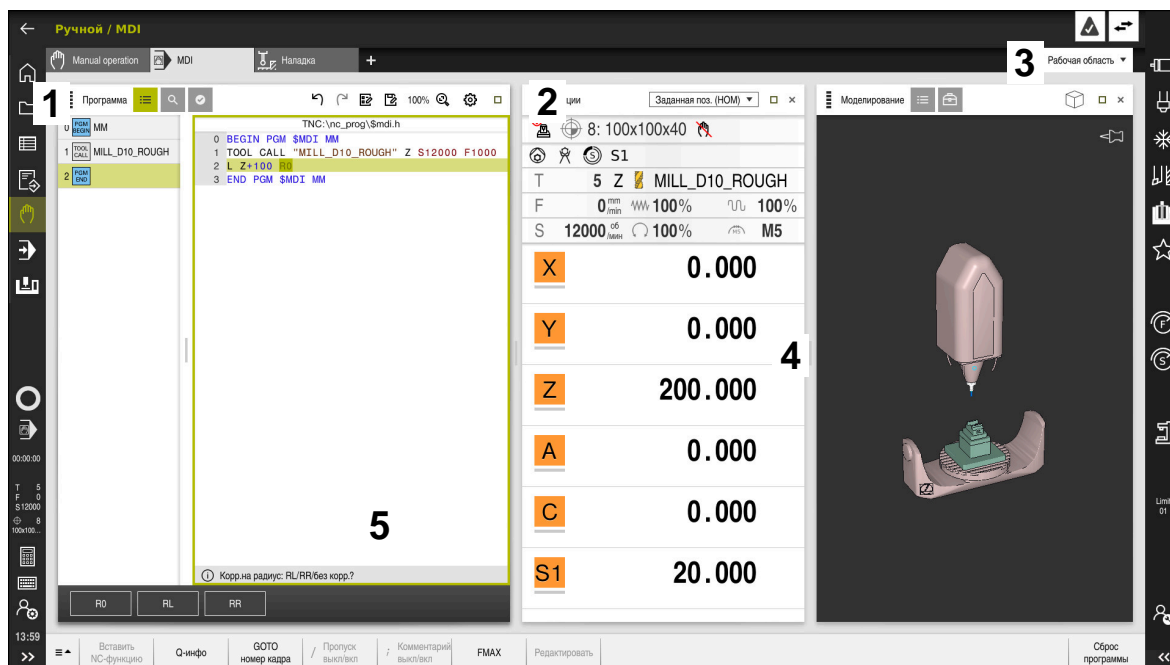 Ручной / MDI
Manual operation
MDI
Наладка
+
3
Рабочая область
1
Программа
100%
2
ции
Заданная поз. (НОМ)
Моделирование
0 PGM BEGIN MM
1 TOOL CALL MILL_D10_ROUGH
2 PGM END
TNC:\nc_prog\$mdi.h
0 BEGIN PGM $MDI MM
1 TOOL CALL "MILL_D10_ROUGH" Z S12000 F1000
2 L Z+100 R0
3 END PGM $MDI MM
5
Корр.на радиус: RL/RR/без корр.?
R0
RL
RR
8: 100x100x40
S S1
T 5 Z MILL_D10_ROUGH
F 0 mm/min 100% 100%
S 12000 об/мин 100% M5 M5
X 0.000
Y 0.000
4
Z 200.000
A 0.000
C 0.000
S1 20.000
00:00:00
T 5
F 0
S12000
8
100x100...
13:59
F
S
Limit
01
Вставить
NC-функцию
Q-инфо
GOTO
номер кадра
/ Пропуск
выкл/вкл
; Комментарий
выкл/вкл
FMAX
Редактировать
Сброс
программы